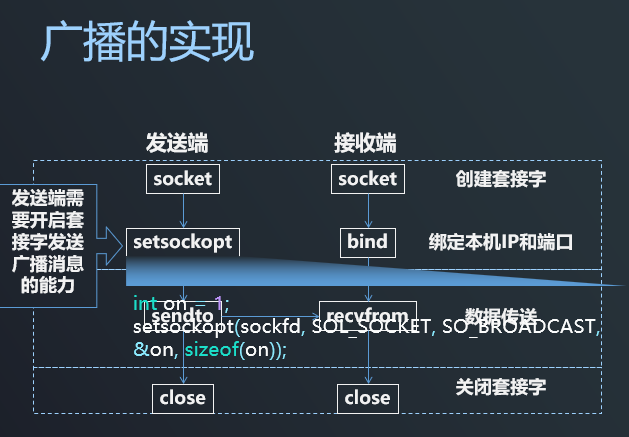 广播的实现
发送端
接收端
socket
socket
创建套接字
发送端需
要开启套
接字发送
广播消息
的能力
setsockopt
bind
绑定本机IP和端口
int on = 1;
sendto
recvfrom
数据传送
setsockopt(sockfd, SOL_SOCKET, SO_BROADCAST,
&on, sizeof(on));
close
close
关闭套接字